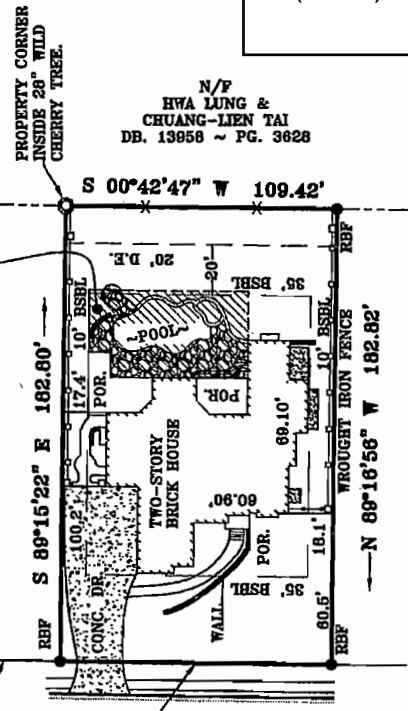 PROPERTY CORNER
INSIDE 28" WILD
CHERRY TREE.
N/F
HWA LUNG &
CHUANG-LIEN TAI
DB. 13958 ~ PG. 3628
S 00°42'47" W 109.42'
RBF
20' D.E.
20'
35' BSBL
10' BSBL
~POOL~
10' BSBL
17.4'
POR.
POR.
S 89°15'22" E 182.80'
WROUGHT IRON FENCE
N 89°16'56" W 182.82'
69.10'
TWO-STORY
BRICK HOUSE
60.90'
100.2'
CONC. DR.
POR.
18.1'
35' BSBL
WALL
60.5'
RBF
RBF